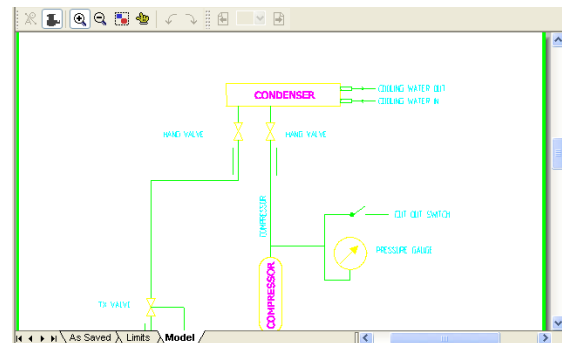 CONDENSER
COOLING WATER OUT
COOLING WATER IN
HAND VALVE
HAND VALVE
COMPRESSOR
CUT OUT SWITCH
PRESSURE GAUGE
COMPRESSOR
TX VALVE
As Saved
Limits
Model